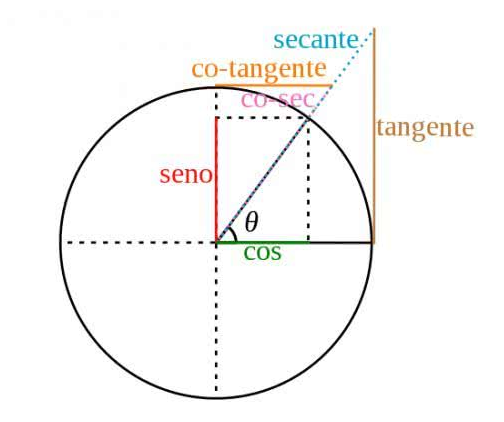 secante
co-tangente
co-sec
tangente
seno
θ
cos